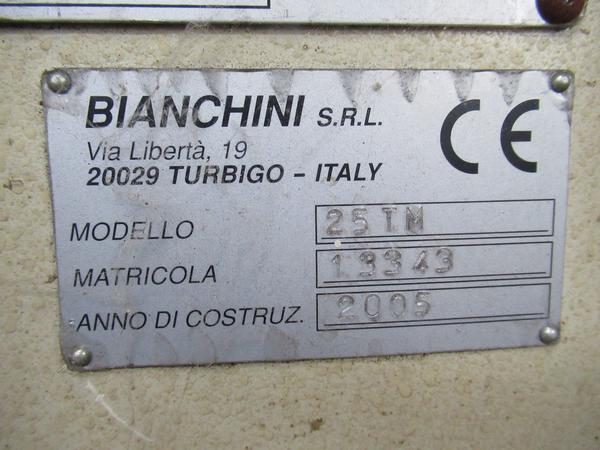 BIANCHINI S.R.L.
Via Libertà, 19
20029 TURBIGO - ITALY
CE
MODELLO 25TM
MATRICOLA 13343
ANNO DI COSTRUZ. 2005